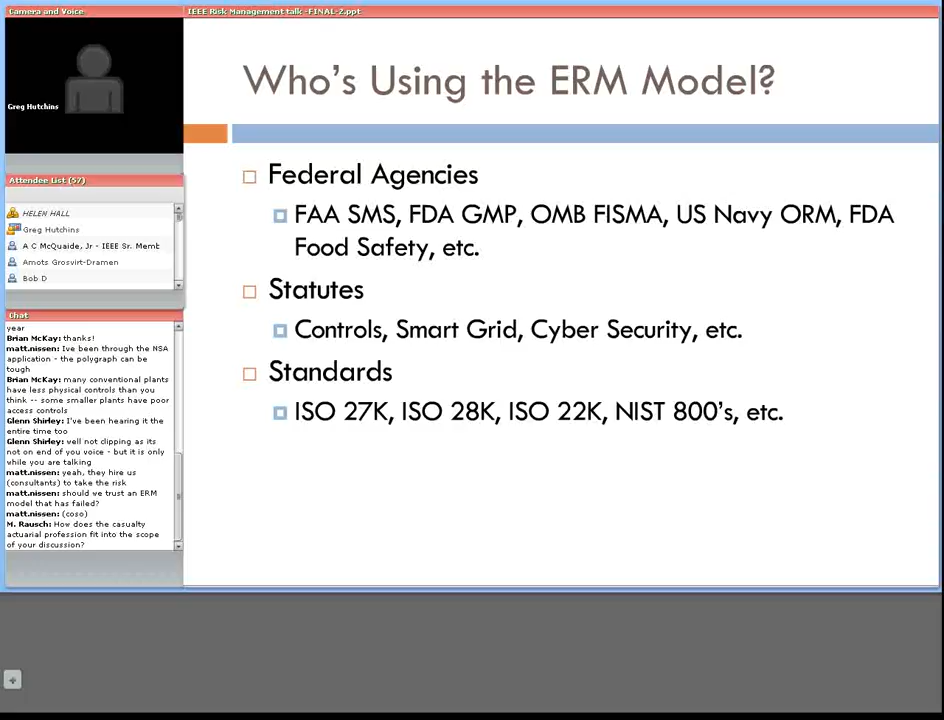 Camera and Voice
IEEE Risk Management talk -FINAL-2.ppt
Greg Hutchins
Attendee List (57)
HELEN HALL
Greg Hutchins
A C McQuaide, Jr - IEEE Sr. Memb
Amots Grosvirt-Dramen
Bob D
Chat
year
Brian McKay: thanks!
matt.nissen: Ive been through the NSA
application - the polygraph can be
tough
Brian McKay: many conventional plants
have less physical controls than you
think -- some smaller plants have poor
access controls
Glenn Shirley: I've been hearing it the
entire time too
Glenn Shirley: vell not clipping as its
not on end of you voice - but it is only
while you are talking
matt.nissen: yeah, they hire us
(consultants) to take the risk
matt.nissen: should we trust an ERM
model that has failed?
matt.nissen: (coso)
M. Rausch: How does the casualty
actuarial profession fit into the scope
of your discussion?
Who's Using the ERM Model?
Federal Agencies
FAA SMS, FDA GMP, OMB FISMA, US Navy ORM, FDA
Food Safety, etc.
Statutes
Controls, Smart Grid, Cyber Security, etc.
Standards
ISO 27K, ISO 28K, ISO 22K, NIST 800's, etc.